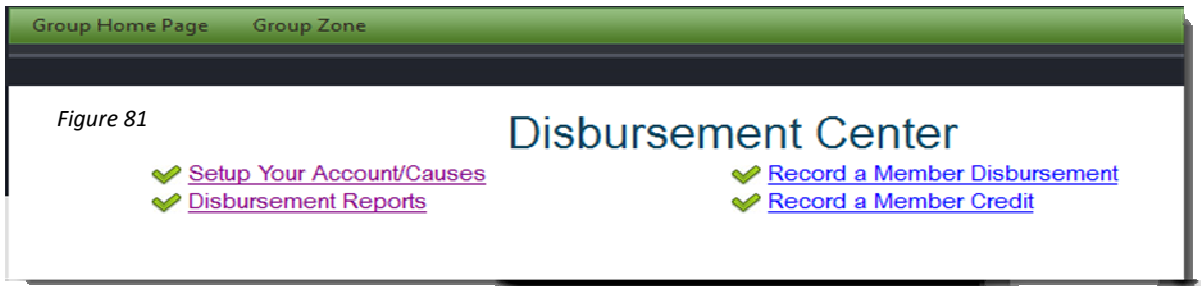 Group Home Page Group Zone
Figure 81
Disbursement Center
Setup Your Account/Causes
Disbursement Reports
Record a Member Disbursement
Record a Member Credit